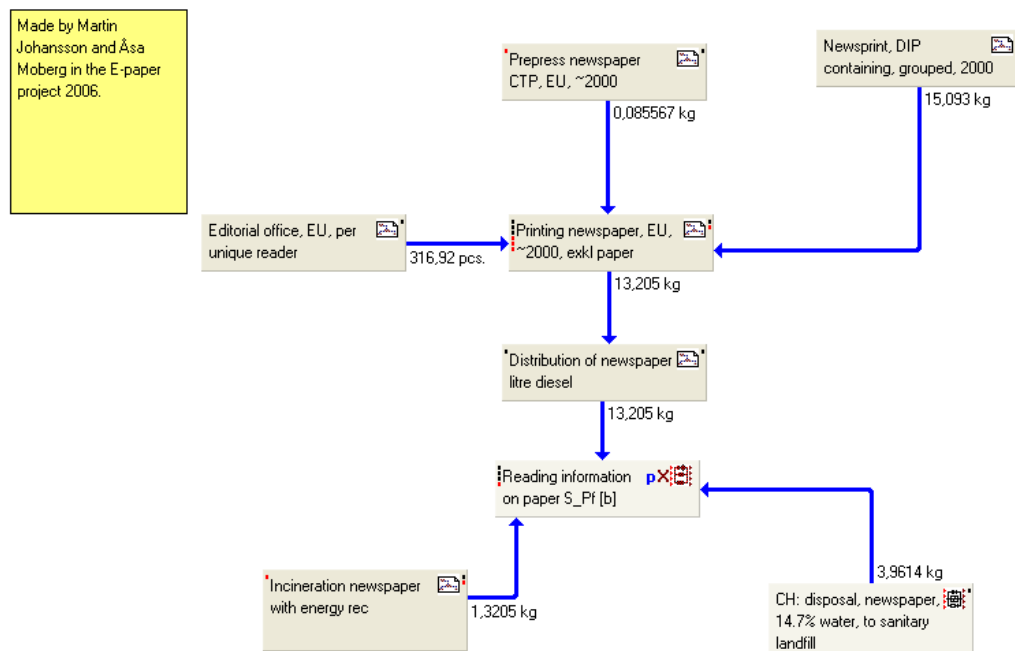 Made by Martin
Johansson and Åsa
Moberg in the E-paper
project 2006.
Prepress newspaper
CTP, EU, ~2000
Newsprint, DIP
containing, grouped, 2000
0,085567 kg
15,093 kg
Editorial office, EU, per
unique reader
316,92 pcs.
Printing newspaper, EU,
~2000, exkl paper
13,205 kg
Distribution of newspaper
litre diesel
13,205 kg
Reading information
on paper S_Pf [b]
pX
Incineration newspaper
with energy rec
1,3205 kg
3,9614 kg
CH: disposal, newspaper,
14.7% water, to sanitary
landfill